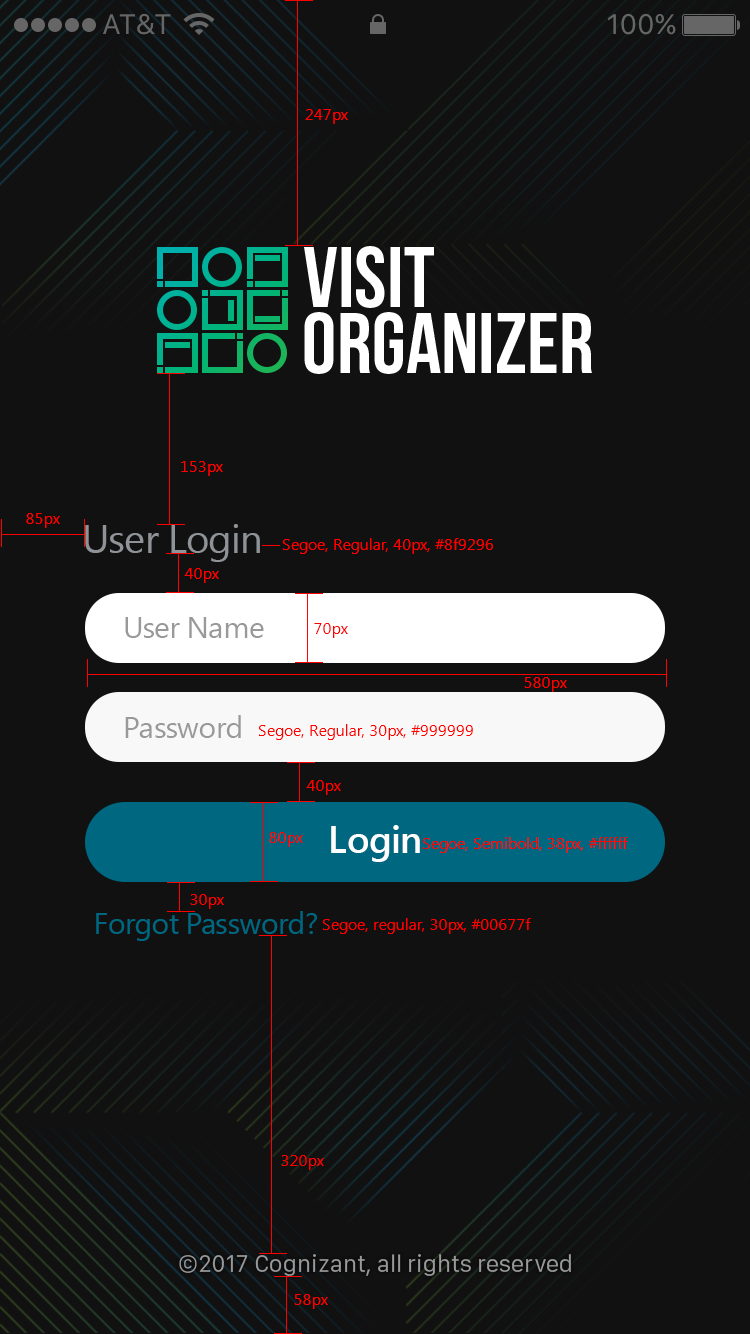 AT&T 100%
247px
VISIT
ORGANIZER
153px
85px
User Login Segoe, Regular, 40px, #8f9296
40px
User Name 70px
580px
Password Segoe, Regular, 30px, #999999
40px
80px Login Segoe, Semibold, 38px, #ffffff
30px
Forgot Password? Segoe, regular, 30px, #00677f
320px
©2017 Cognizant, all rights reserved
58px